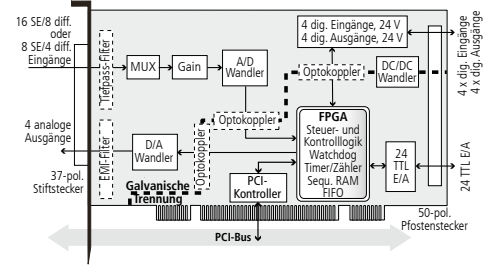 16 SE/8 diff.
oder
8 SE/4 diff.
Eingänge
Tiefpass-Filter
MUX
Gain
A/D
Wandler
4 dig. Eingänge, 24 V
4 dig. Ausgänge, 24 V
Optokoppler
DC/DC
Wandler
4 x dig. Eingänge
4 x dig. Ausgänge
4 analoge
Ausgänge
EMI-Filter
D/A
Wandler
Optokoppler
Optokoppler
FPGA
Steuer- und
Kontrolllogik
Watchdog
Timer/Zähler
Sequ. RAM
FIFO
24
TTL
E/A
24 TTL E/A
37-pol.
Stiftstecker
Galvanische
Trennung
PCI-
Kontroller
50-pol.
Pfostenstecker
PCI-Bus